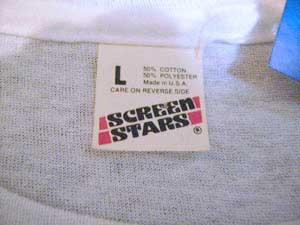 L
50% COTTON
50% POLYESTER
Made in U.S.A.
CARE ON REVERSE SIDE
SCREEN
STARS®